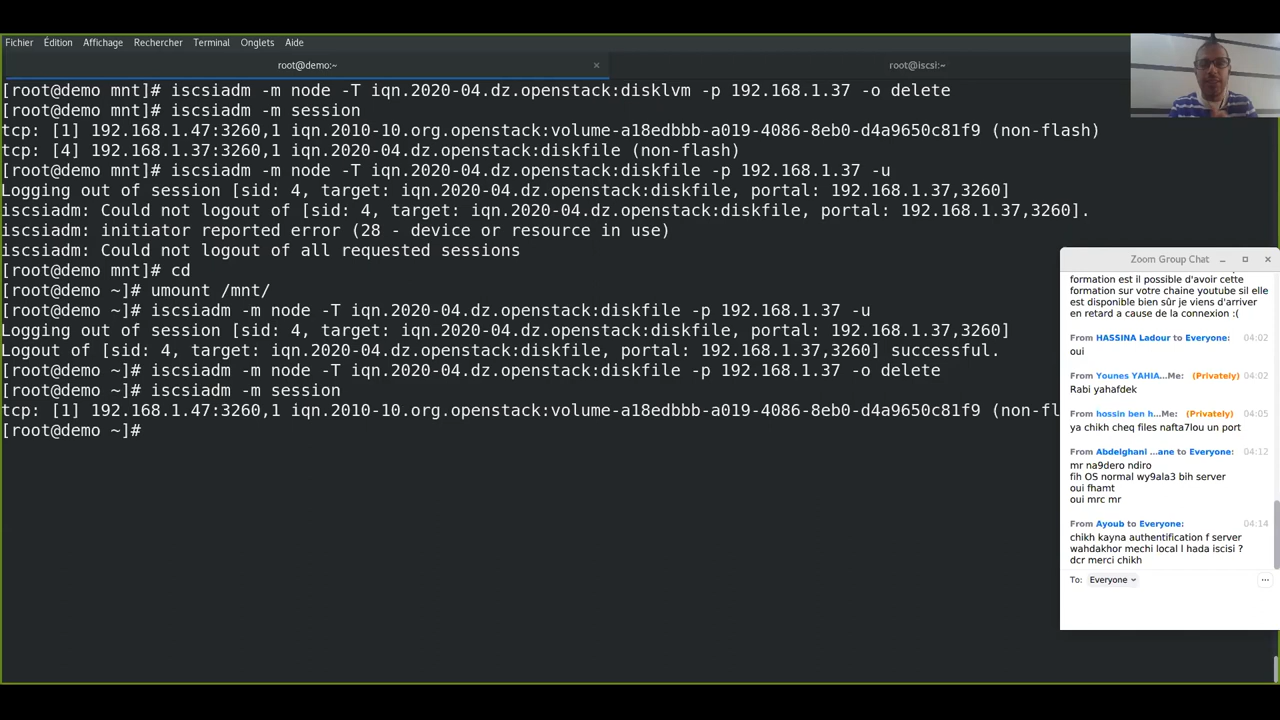 Fichier Édition Affichage Rechercher Terminal Onglets Aide
root@demo:~ × root@iscsi:~
[root@demo mnt]# iscsiadm -m node -T iqn.2020-04.dz.openstack:disklvm -p 192.168.1.37 -o delete
[root@demo mnt]# iscsiadm -m session
tcp: [1] 192.168.1.47:3260,1 iqn.2010-10.org.openstack:volume-a18edbbb-a019-4086-8eb0-d4a9650c81f9 (non-flash)
tcp: [4] 192.168.1.37:3260,1 iqn.2020-04.dz.openstack:diskfile (non-flash)
[root@demo mnt]# iscsiadm -m node -T iqn.2020-04.dz.openstack:diskfile -p 192.168.1.37 -u
Logging out of session [sid: 4, target: iqn.2020-04.dz.openstack:diskfile, portal: 192.168.1.37,3260]
iscsiadm: Could not logout of [sid: 4, target: iqn.2020-04.dz.openstack:diskfile, portal: 192.168.1.37,3260].
iscsiadm: initiator reported error (28 - device or resource in use)
iscsiadm: Could not logout of all requested sessions
[root@demo mnt]# cd
[root@demo ~]# umount /mnt/
[root@demo ~]# iscsiadm -m node -T iqn.2020-04.dz.openstack:diskfile -p 192.168.1.37 -u
Logging out of session [sid: 4, target: iqn.2020-04.dz.openstack:diskfile, portal: 192.168.1.37,3260]
Logout of [sid: 4, target: iqn.2020-04.dz.openstack:diskfile, portal: 192.168.1.37,3260] successful.
[root@demo ~]# iscsiadm -m node -T iqn.2020-04.dz.openstack:diskfile -p 192.168.1.37 -o delete
[root@demo ~]# iscsiadm -m session
tcp: [1] 192.168.1.47:3260,1 iqn.2010-10.org.openstack:volume-a18edbbb-a019-4086-8eb0-d4a9650c81f9 (non-fl
[root@demo ~]#
Zoom Group Chat
formation est il possible d'avoir cette
formation sur votre chaine youtube sil elle
est disponible bien sûr je viens d'arriver
en retard a cause de la connexion :(
From HASSINA Ladour to Everyone: 04:02
oui
From Younes YAHIA...Me: (Privately) 04:02
Rabi yahafdek
From hossin ben h...Me: (Privately) 04:05
ya chikh cheq files nafta7lou un port
From Abdelghani ...ane to Everyone: 04:12
mr na9dero ndiro
fih OS normal wy9ala3 bih server
oui fhamt
oui mrc mr
From Ayoub to Everyone: 04:14
chikh kayna authentification f server
wahdakhor mechi local l hada iscisi ?
dcr merci chikh
To: Everyone